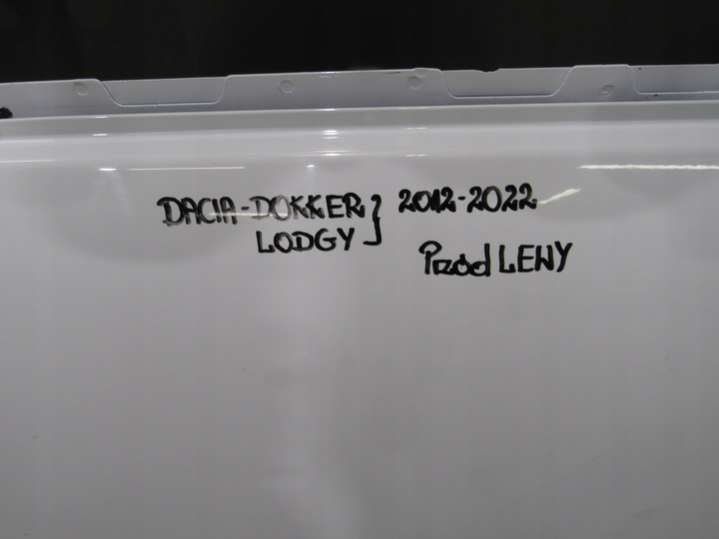 DACIA-DOKKER } 2012-2022
LODGY
Przód LEWY